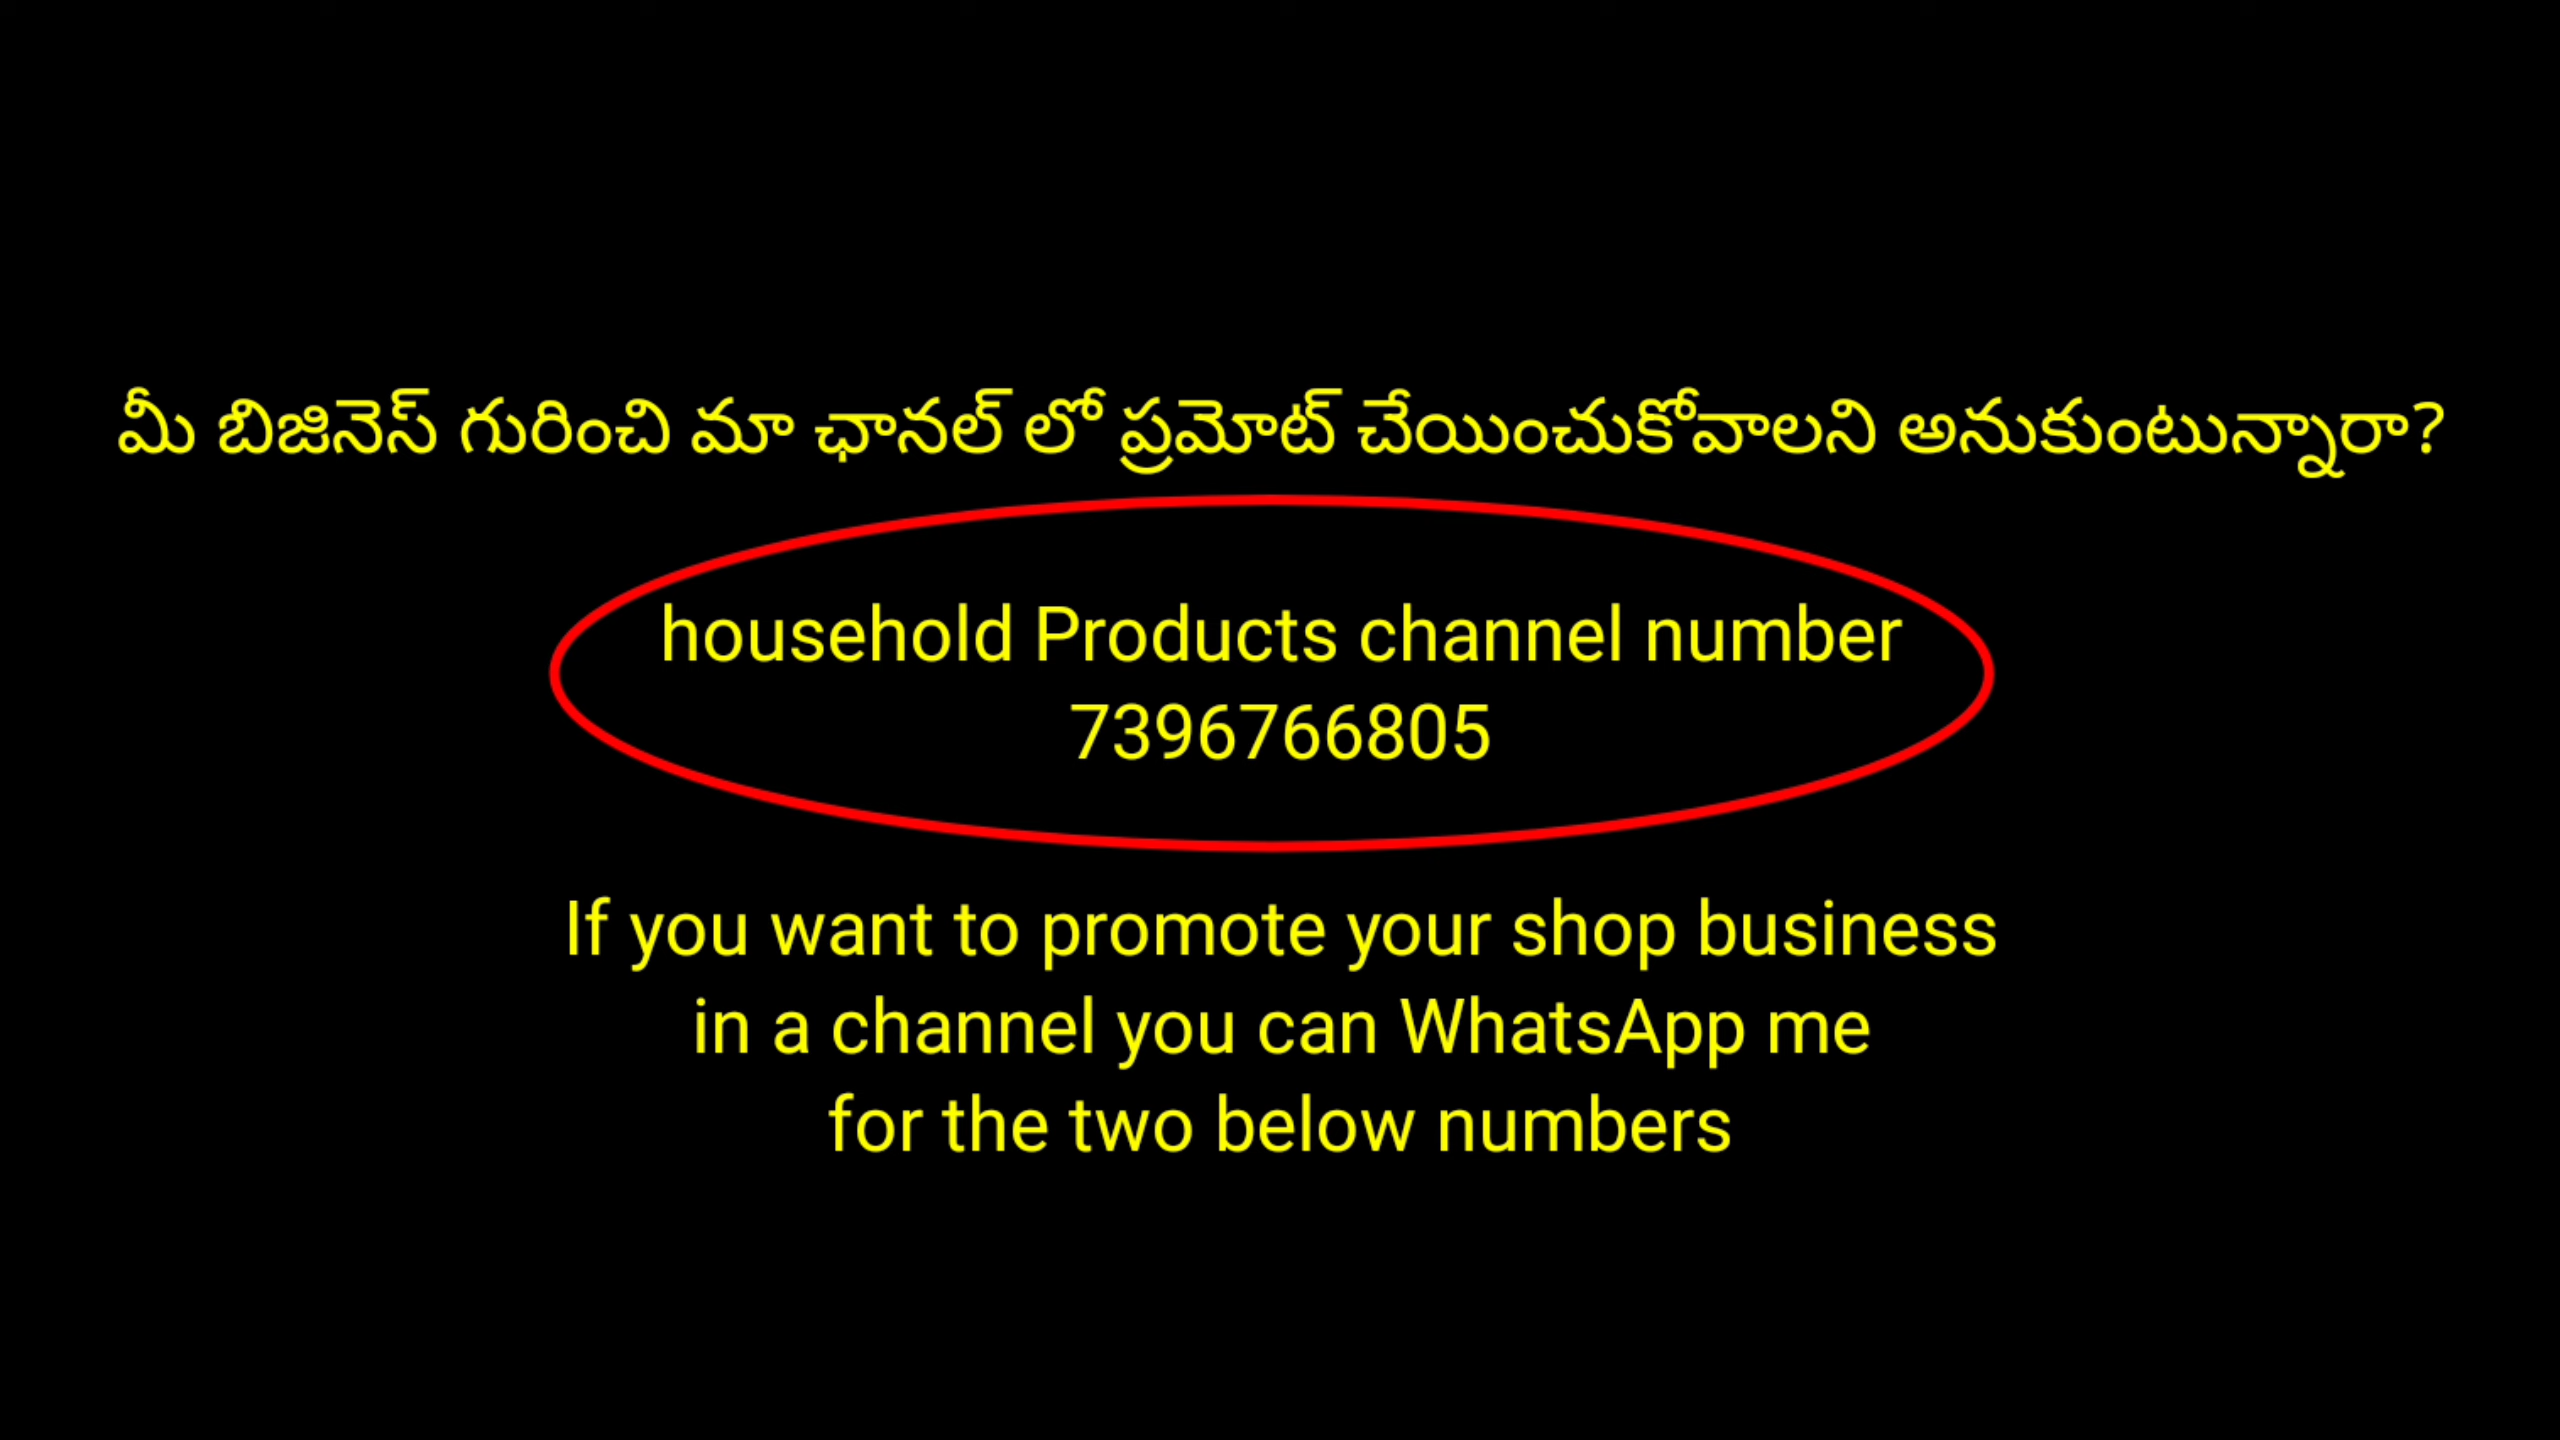 మీ బిజినెస్ గురించి మా ఛానల్ లో ప్రమోట్ చేయించుకోవాలని అనుకుంటున్నారా?
household Products channel number
7396766805
If you want to promote your shop business
in a channel you can WhatsApp me
for the two below numbers